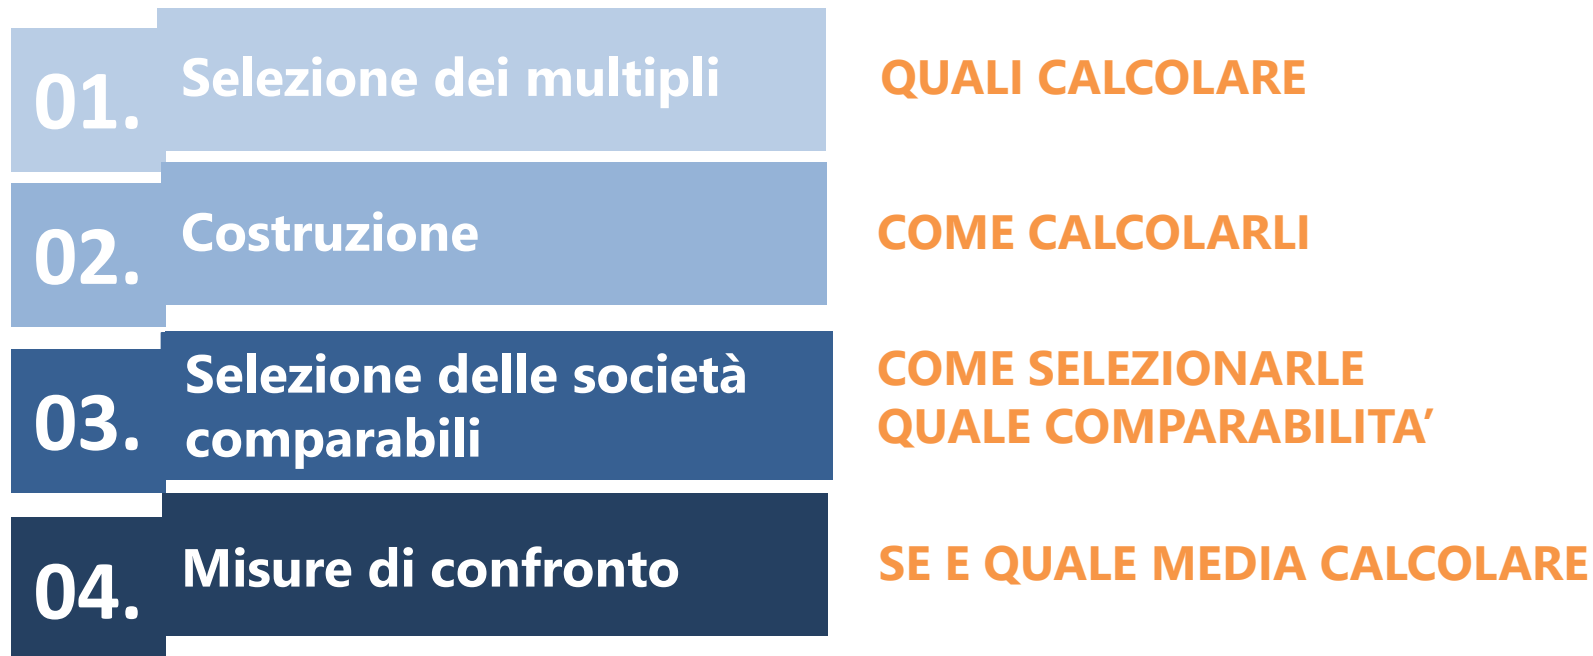 01.
Selezione dei multipli
QUALI CALCOLARE
02.
Costruzione
COME CALCOLARLI
03.
Selezione delle società
comparabili
COME SELEZIONARLE
QUALE COMPARABILITA’
04.
Misure di confronto
SE E QUALE MEDIA CALCOLARE